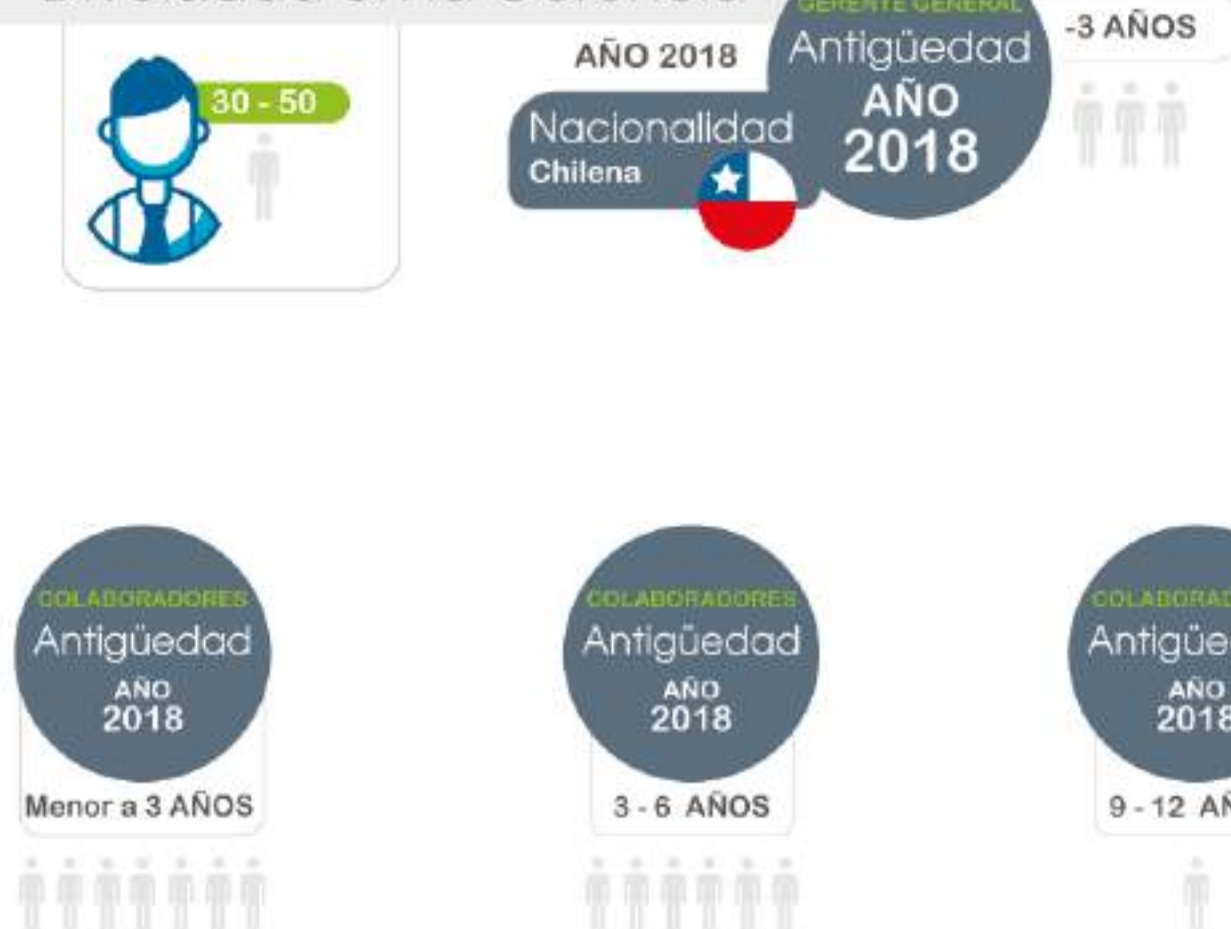 GERENTE GENERAL
-3 AÑOS
AÑO 2018
Antigüedad
AÑO
2018
30 - 50
Nacionalidad
Chilena
COLABORADORES
Antigüedad
AÑO
2018
Menor a 3 AÑOS
COLABORADORES
Antigüedad
AÑO
2018
3 - 6 AÑOS
AÑO
2018
9 - 12